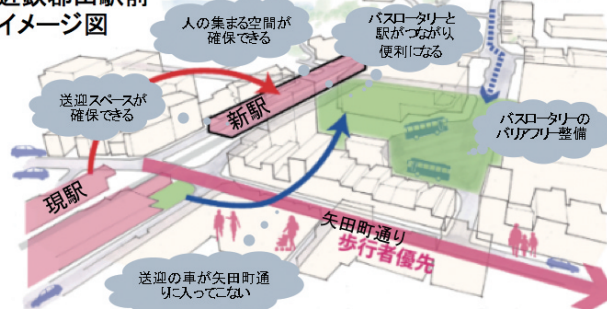 近鉄郡山駅前
イメージ図
人の集まる空間が
確保できる
バスロータリーと
駅がつながり、
便利になる
送迎スペースが
確保できる
新駅
バスロータリーの
バリアフリー整備
現駅
矢田町通り
歩行者優先
送迎の車が矢田町通
りに入ってこない